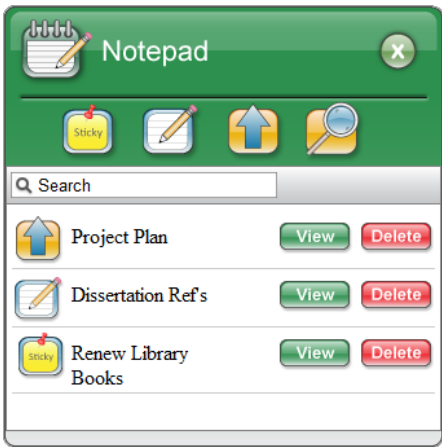 Notepad
x
Sticky
Search
Project Plan View Delete
Dissertation Ref's View Delete
Sticky
Renew Library View Delete
Books